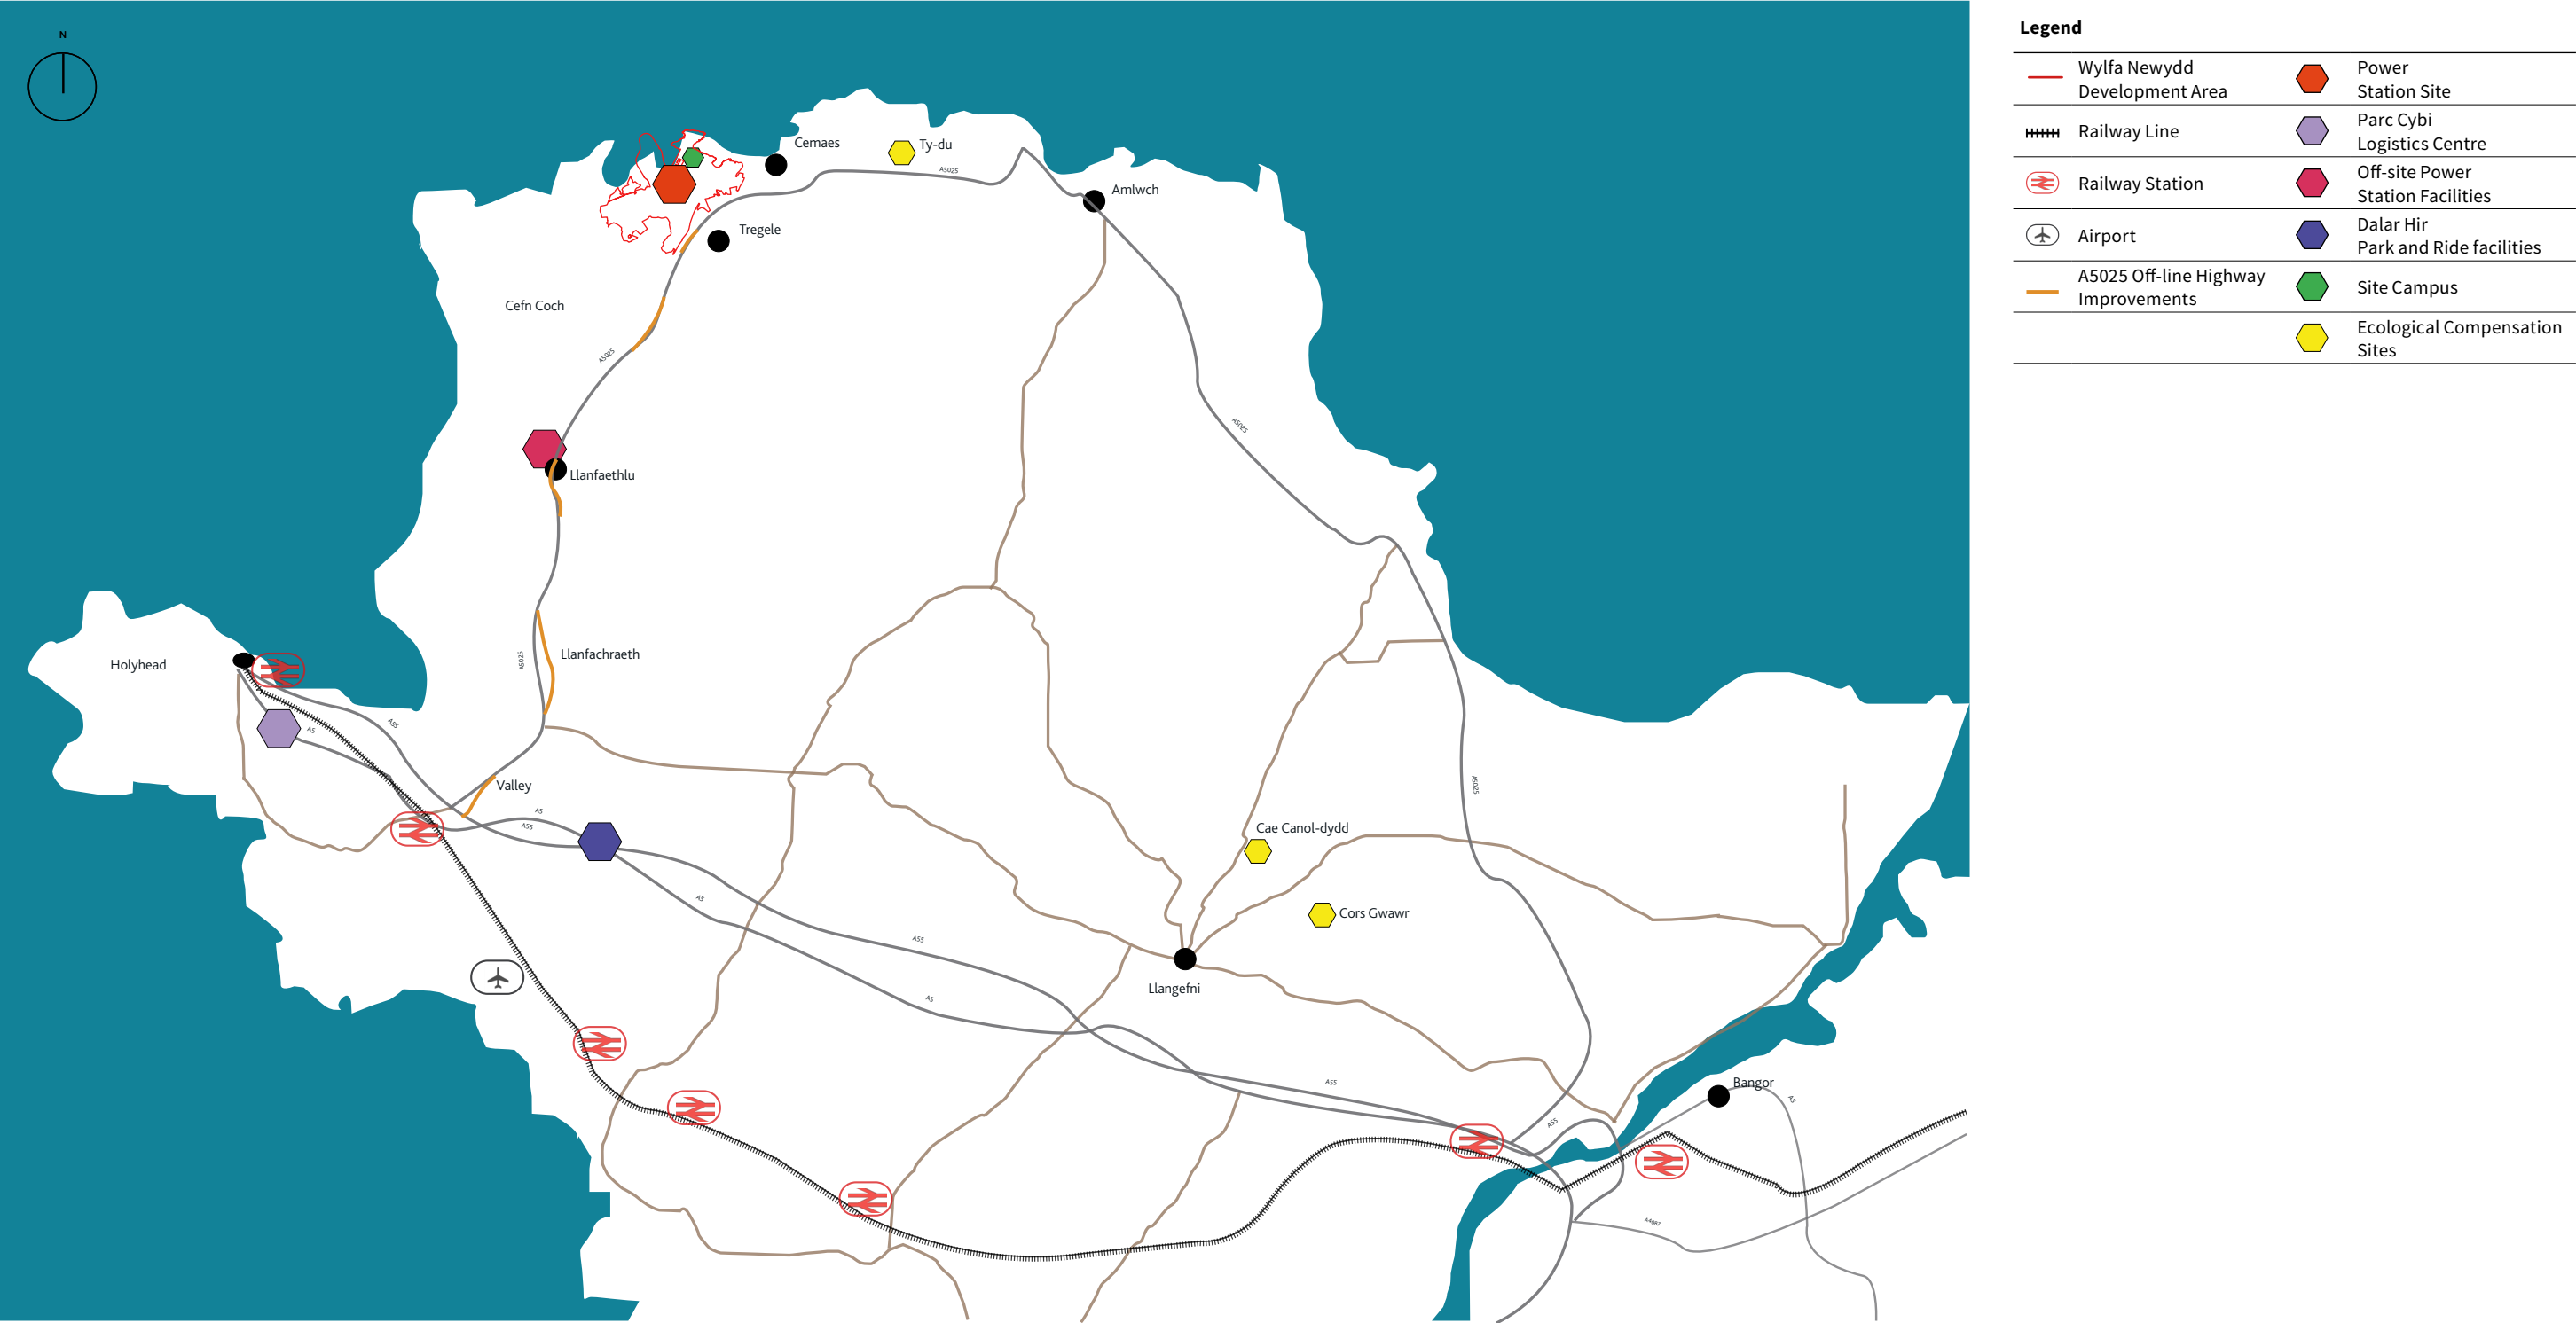 N
Cemaes
Ty-du
A5025
Amlwch
Tregele
Cefn Coch
A5025
A5025
Llanfaethlu
Llanfachraeth
A5025
Holyhead
A55
A5
Valley
A5
A55
A5025
Cae Canol-dydd
A5
Cors Gwawr
A55
Llangefni
A5
A55
Bangor
A5
A55
A4087
Legend
Wylfa Newydd
Development Area
Power
Station Site
Railway Line
Parc Cybi
Logistics Centre
Railway Station
Off-site Power
Station Facilities
Airport
Dalar Hir
Park and Ride facilities
A5025 Off-line Highway
Improvements
Site Campus
Ecological Compensation
Sites